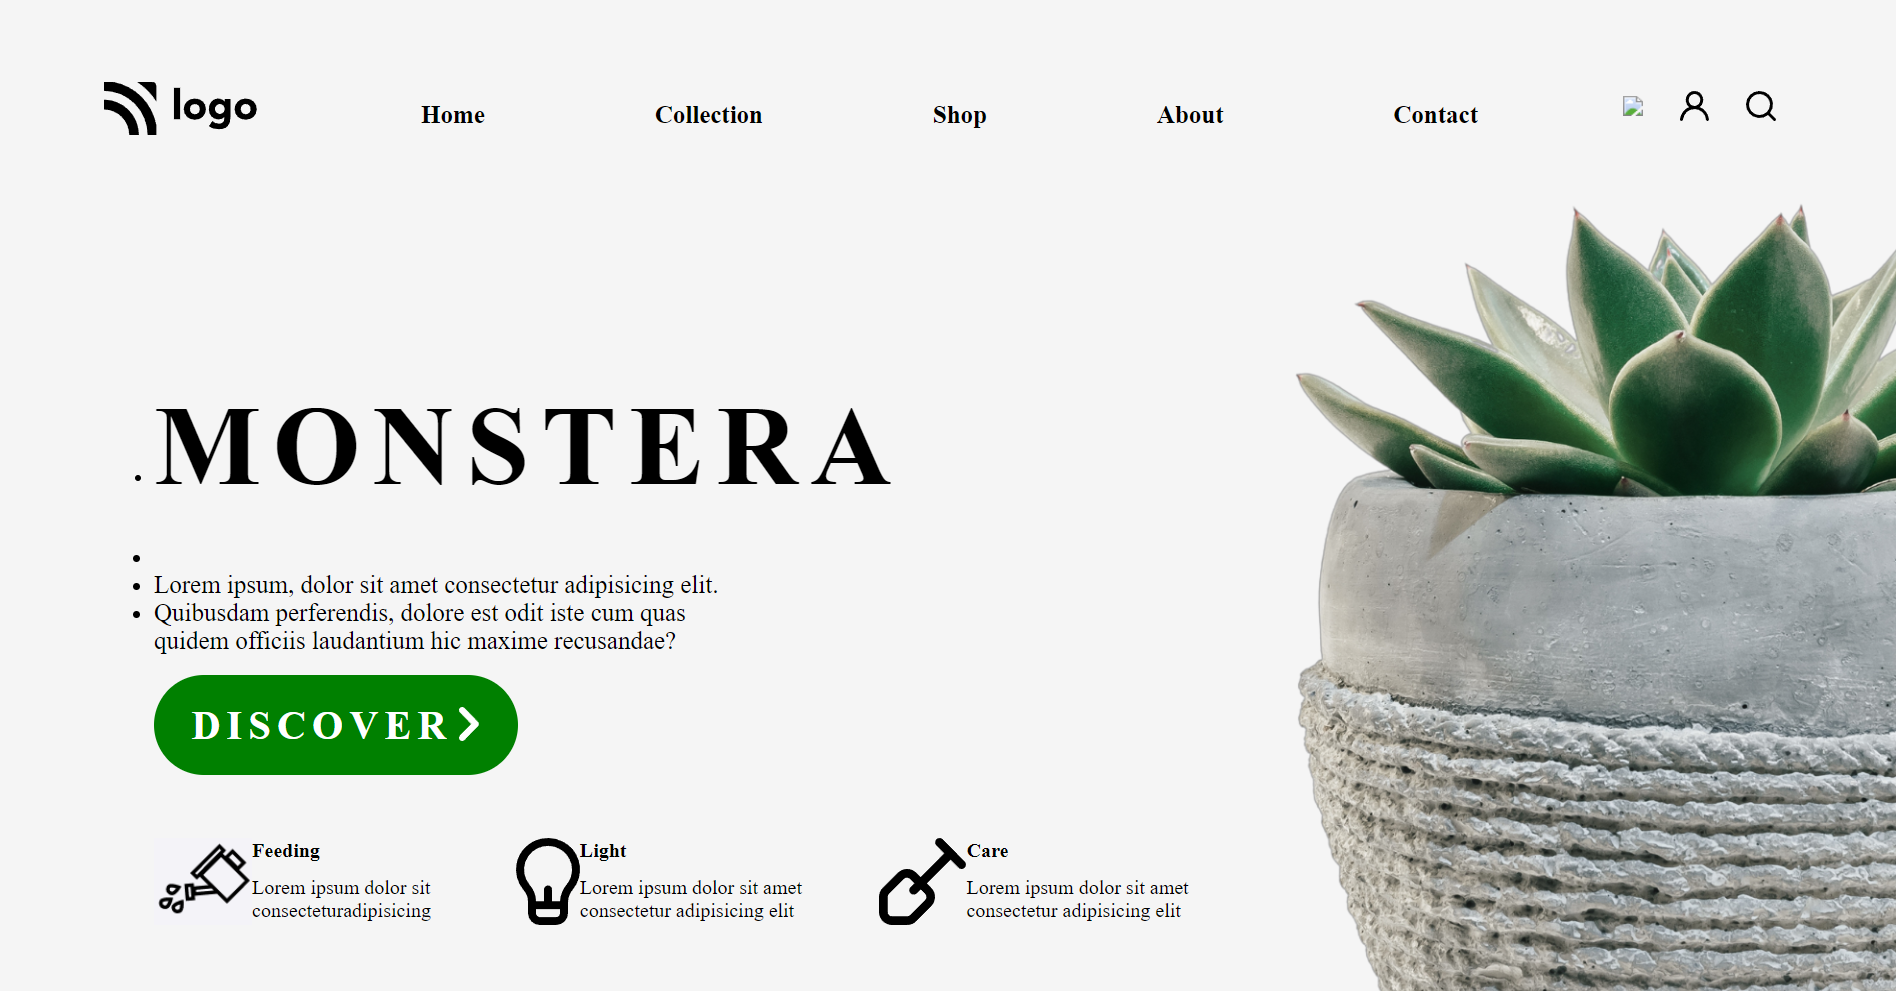 logo
Home Collection Shop About Contact
MONSTERA
Lorem ipsum, dolor sit amet consectetur adipisicing elit.
Quibusdam perferendis, dolore est odit iste cum quas
quidem officiis laudantium hic maxime recusandae?
DISCOVER
Feeding
Lorem ipsum dolor sit
consecteturadipisicing
Light
Lorem ipsum dolor sit amet
consectetur adipisicing elit
Care
Lorem ipsum dolor sit amet
consectetur adipisicing elit